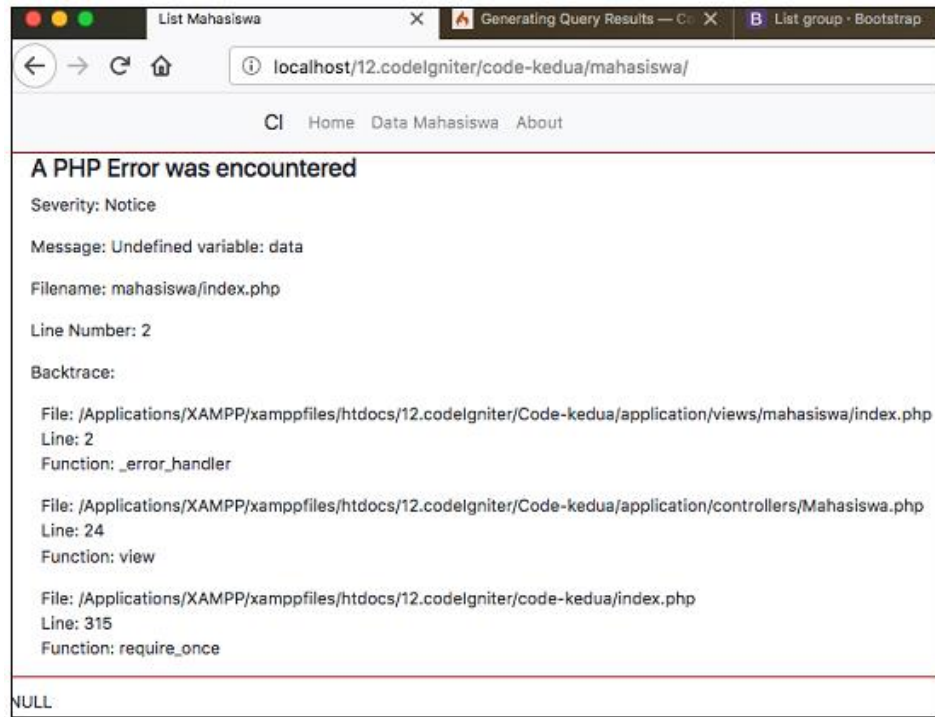 List Mahasiswa
Generating Query Results — Co
B List group · Bootstrap
localhost/12.codeIgniter/code-kedua/mahasiswa/
CI Home Data Mahasiswa About
A PHP Error was encountered
Severity: Notice
Message: Undefined variable: data
Filename: mahasiswa/index.php
Line Number: 2
Backtrace:
File: /Applications/XAMPP/xamppfiles/htdocs/12.codeIgniter/Code-kedua/application/views/mahasiswa/index.php
Line: 2
Function: _error_handler
File: /Applications/XAMPP/xamppfiles/htdocs/12.codeIgniter/Code-kedua/application/controllers/Mahasiswa.php
Line: 24
Function: view
File: /Applications/XAMPP/xamppfiles/htdocs/12.codeIgniter/code-kedua/index.php
Line: 315
Function: require_once
NULL